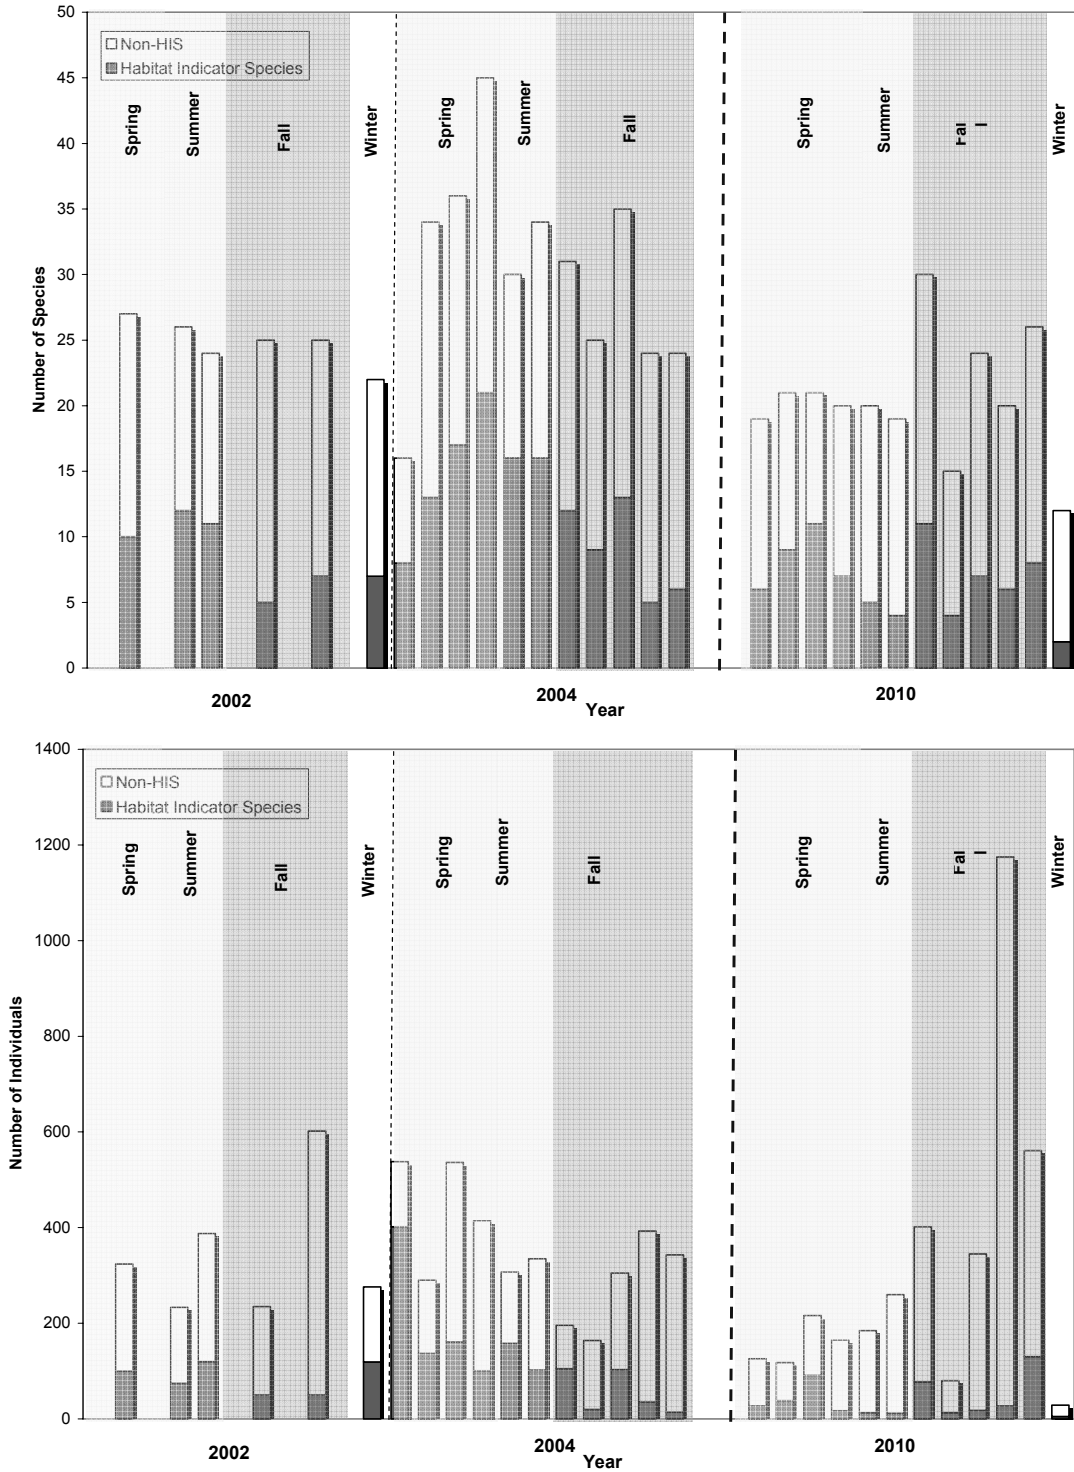 50
45
40
35
30
25
20
15
10
5
0
Number of Species
Non-HIS
Habitat Indicator Species
Spring
Summer
Fall
Winter
Spring
Summer
Fall
Spring
Summer
Fal
l
Winter
2002
2004
2010
Year
1400
1200
1000
800
600
400
200
0
Number of Individuals
Non-HIS
Habitat Indicator Species
Spring
Summer
Fall
Winter
Spring
Summer
Fall
Spring
Summer
Fal
l
Winter
2002
2004
2010
Year